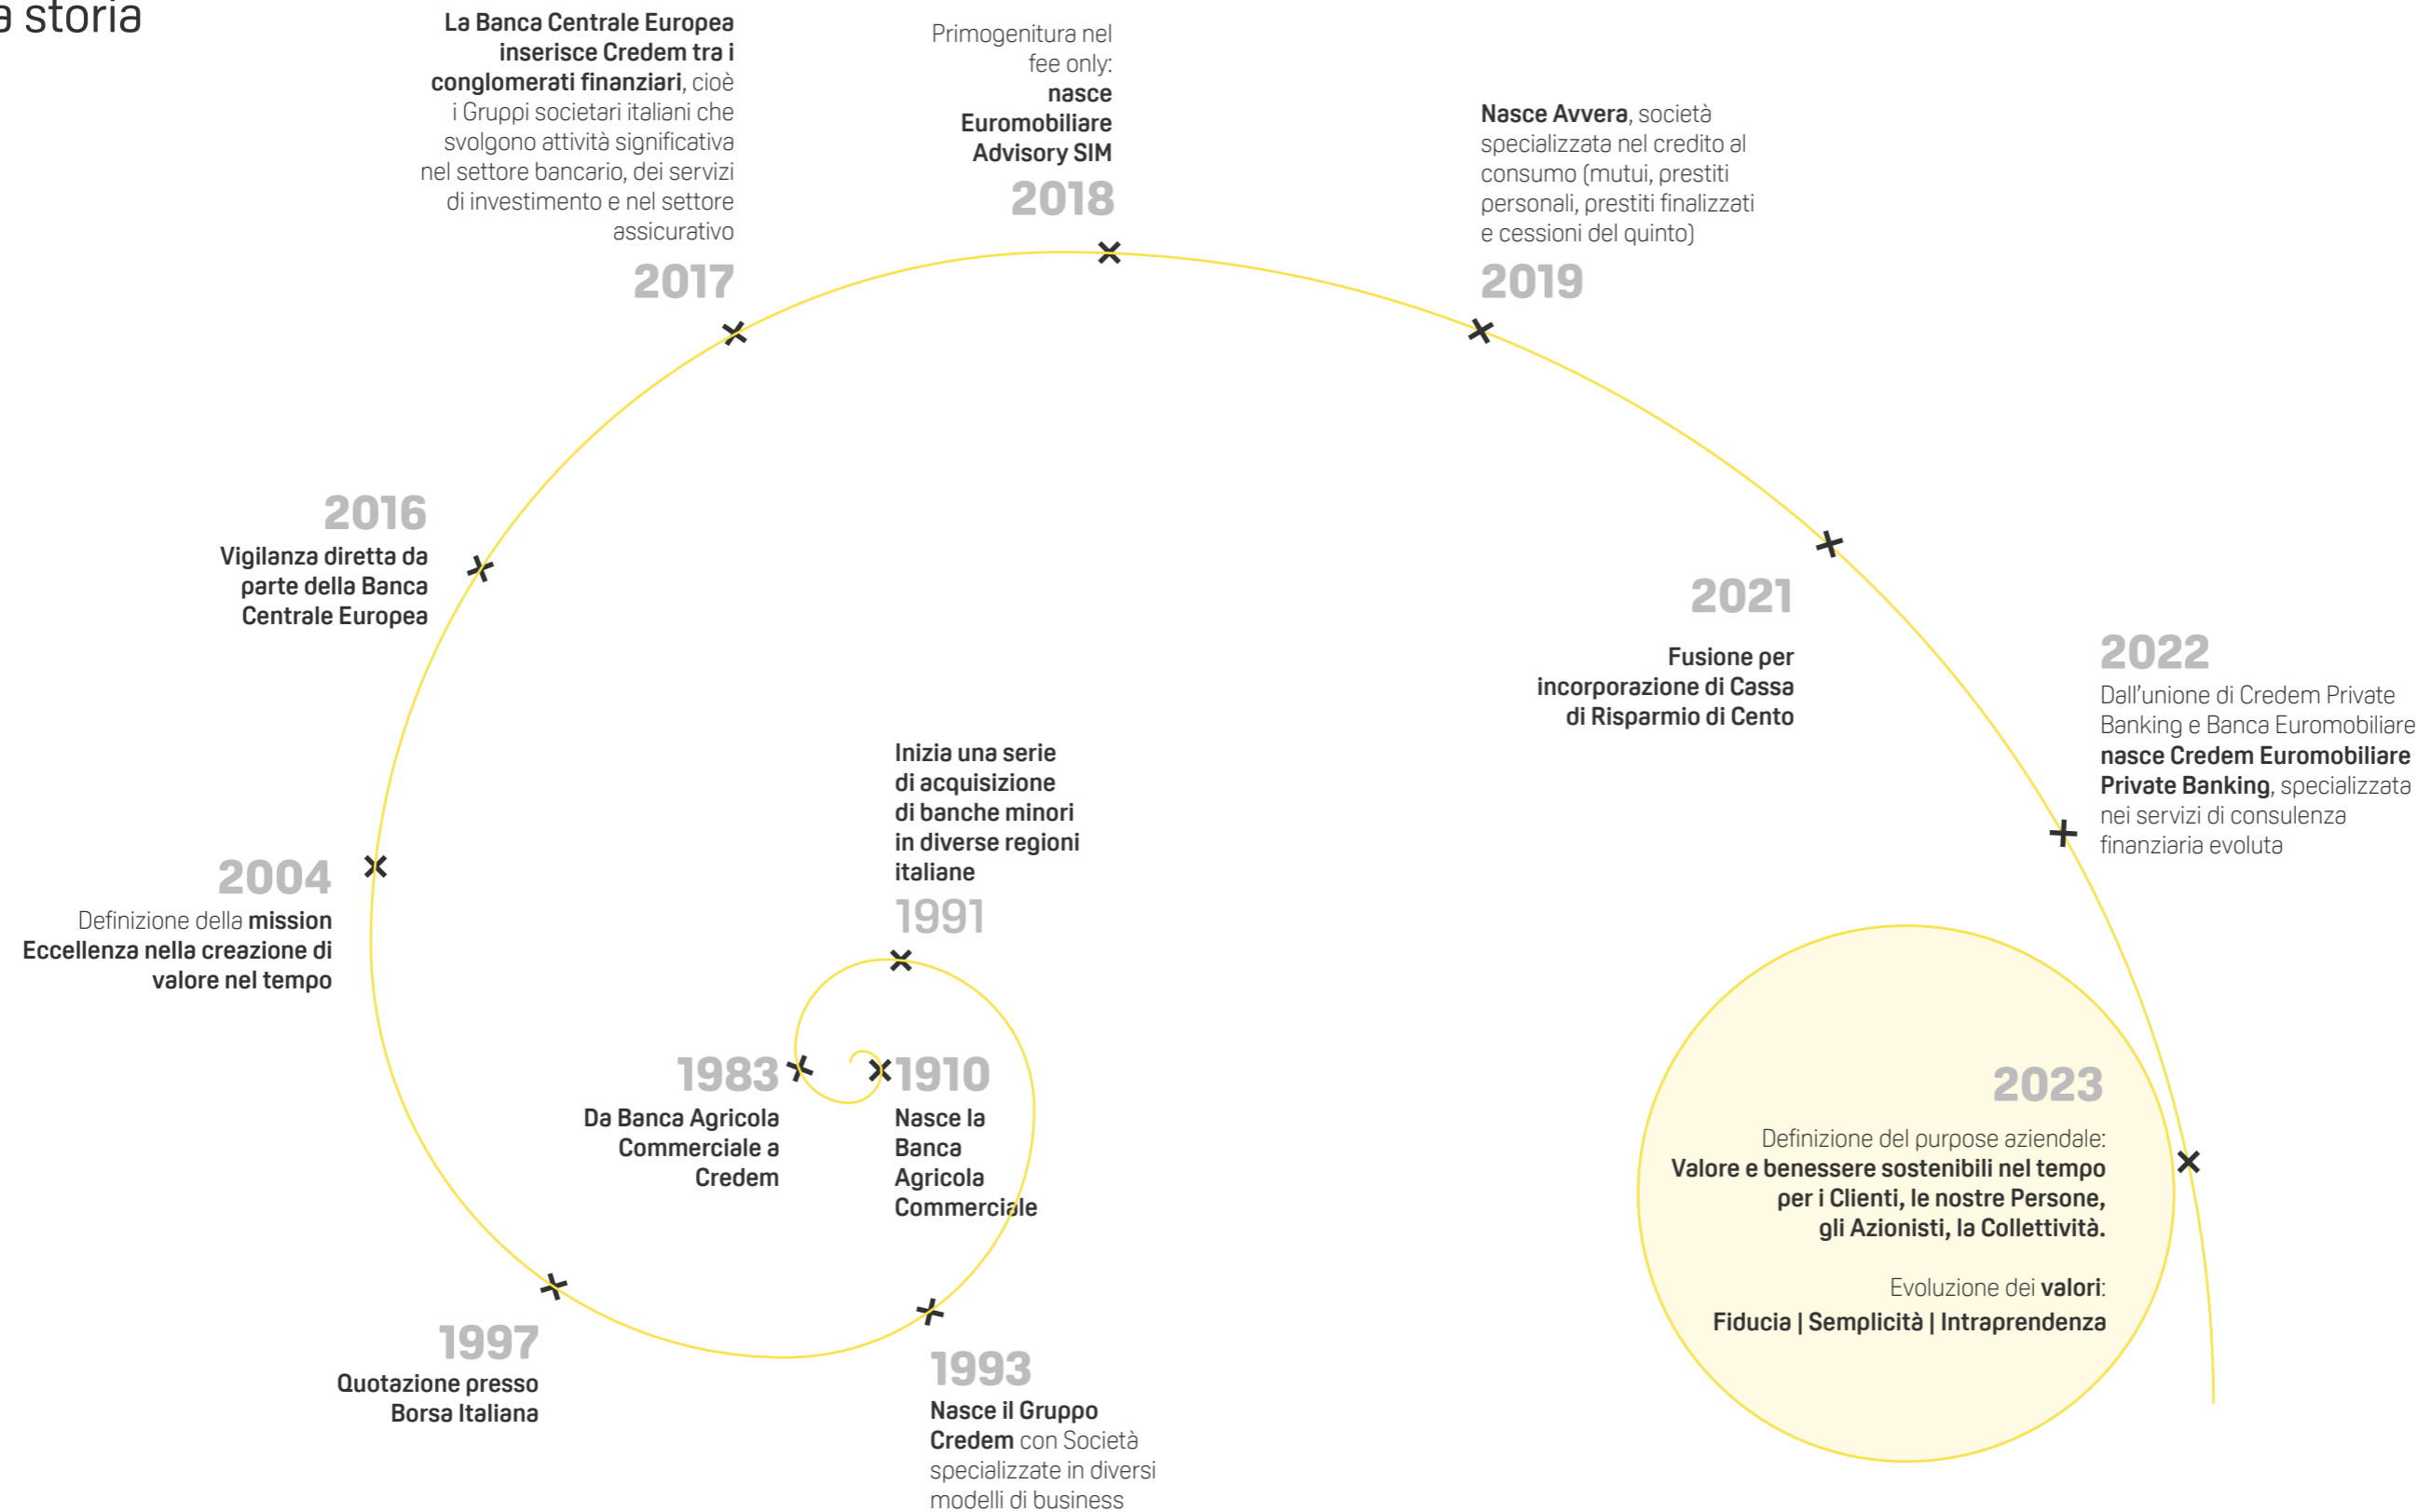 a storia
Nasce la
Banca
Agricola
Commerciale
1910
1983
Da Banca Agricola
Commerciale a
Credem
Inizia una serie
di acquisizione
di banche minori
in diverse regioni
italiane
1991
1993
Nasce il Gruppo
Credem con Società
specializzate in diversi
modelli di business
1997
Quotazione presso
Borsa Italiana
2004
Definizione della mission
Eccellenza nella creazione di
valore nel tempo
2016
Vigilanza diretta da
parte della Banca
Centrale Europea
La Banca Centrale Europea
inserisce Credem tra i
conglomerati finanziari, cioè
i Gruppi societari italiani che
svolgono attività significativa
nel settore bancario, dei servizi
di investimento e nel settore
assicurativo
2017
Primogenitura nel
fee only:
nasce
Euromobiliare
Advisory SIM
2018
Nasce Avvera, società
specializzata nel credito al
consumo (mutui, prestiti
personali, prestiti finalizzati
e cessioni del quinto)
2019
2021
Fusione per
incorporazione di Cassa
di Risparmio di Cento
2022
Dall'unione di Credem Private
Banking e Banca Euromobiliare
nasce Credem Euromobiliare
Private Banking, specializzata
nei servizi di consulenza
finanziaria evoluta
2023
Definizione del purpose aziendale:
Valore e benessere sostenibili nel tempo
per i Clienti, le nostre Persone,
gli Azionisti, la Collettività.
Evoluzione dei valori:
Fiducia | Semplicità | Intraprendenza